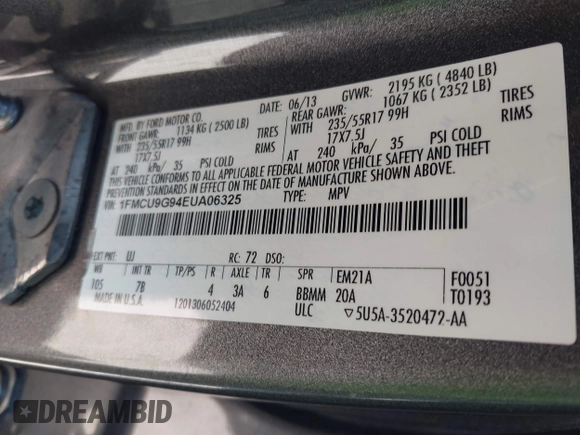 MFD. BY FORD MOTOR CO.
DATE: 06/13 GVWR: 2195 KG ( 4840 LB)
FRONT GAWR: 1134 KG ( 2500 LB) REAR GAWR: 1067 KG ( 2352 LB)
WITH 235/55R17 99H TIRES WITH 235/55R17 99H TIRES
17X7.5J RIMS 17X7.5J RIMS
AT 240 kPa/ 35 PSI COLD AT 240 kPa/ 35 PSI COLD
THIS VEHICLE CONFORMS TO ALL APPLICABLE FEDERAL MOTOR VEHICLE SAFETY AND THEFT
PREVENTION STANDARDS IN EFFECT ON THE DATE OF MANUFACTURE SHOWN ABOVE.
VIN: 1FMCU9G94EUA06325 TYPE: MPV
EXT PNT: UJ RC: 72 DSO:
WB INT TR TP/PS R AXLE TR SPR EM21A F0051
105 7B 4 3A 6 BBMM 20A T0193
MADE IN U.S.A. 1201306052404 ULC ▽5U5A-3520472-AA
DREAMBID